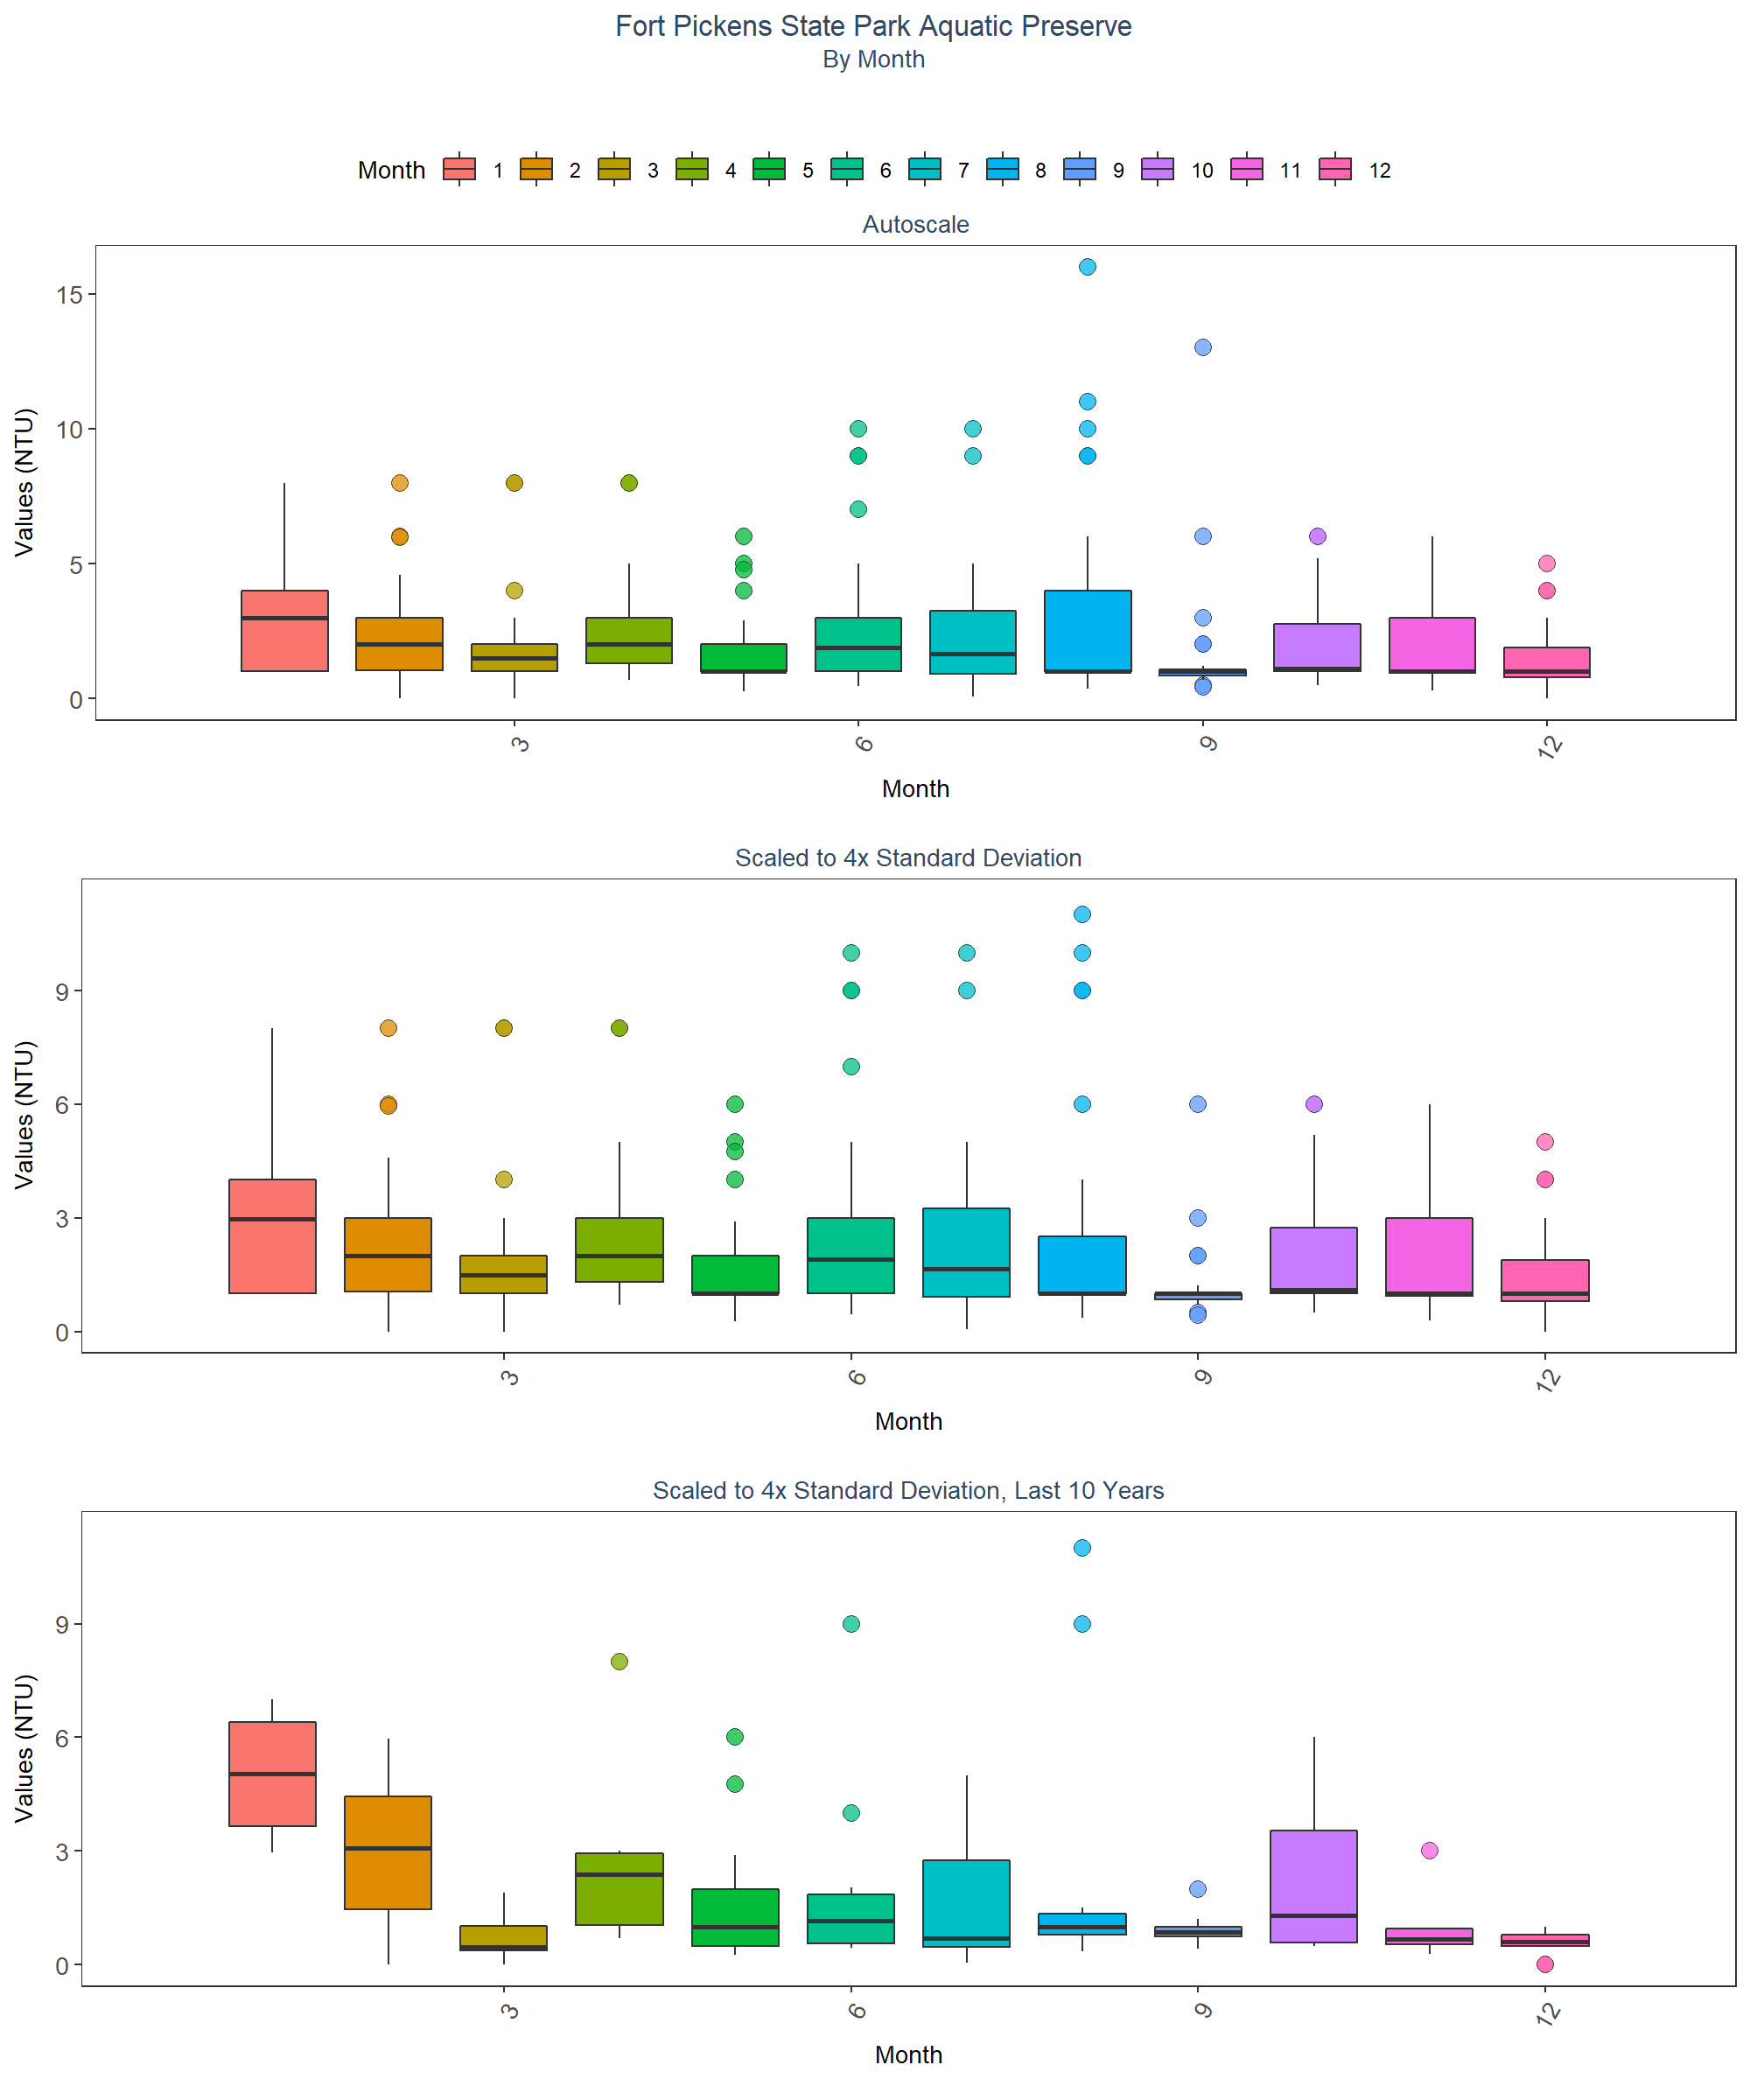 Fort Pickens State Park Aquatic Preserve
By Month
Month 1 2 3 4 5 6 7 8 9 10 11 12
Autoscale
Values (NTU)
15
10
5
0
3 6 9 12
Month
Scaled to 4x Standard Deviation
Values (NTU)
9
6
3
0
3 6 9 12
Month
Scaled to 4x Standard Deviation, Last 10 Years
Values (NTU)
9
6
3
0
3 6 9 12
Month